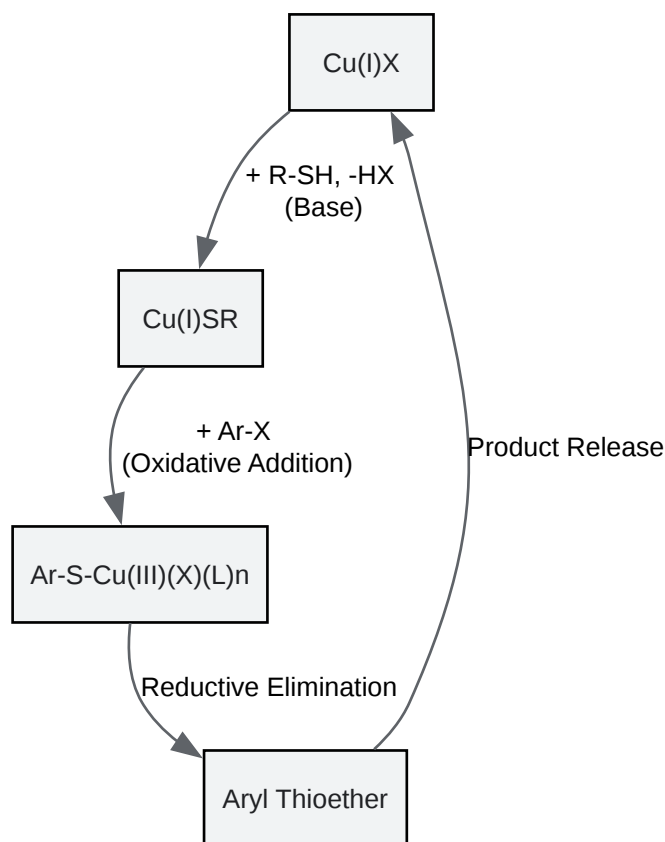 Cu(I)X
+ R-SH, -HX
(Base)
Cu(I)SR
+ Ar-X
(Oxidative Addition)
Product Release
Ar-S-Cu(III)(X)(L)n
Reductive Elimination
Aryl Thioether